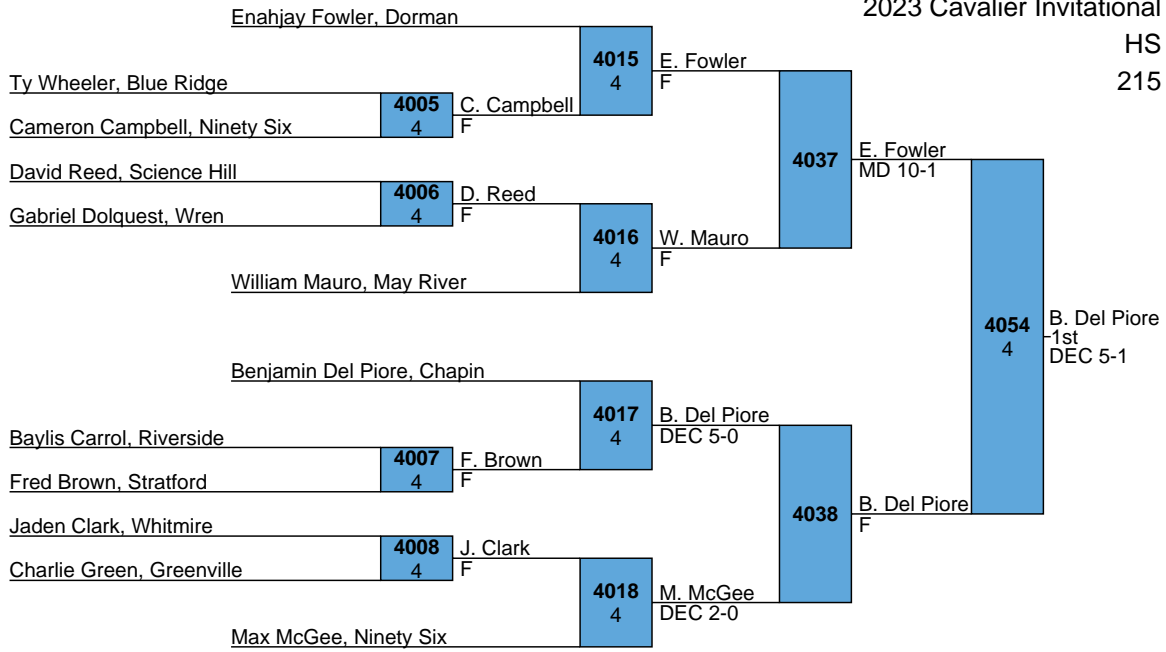 2023 Cavalier Invitational
HS
215
Enahjay Fowler, Dorman
4015
4
E. Fowler
F
Ty Wheeler, Blue Ridge
4005
4
C. Campbell
F
Cameron Campbell, Ninety Six
4037
E. Fowler
MD 10-1
David Reed, Science Hill
4006
4
D. Reed
F
Gabriel Dolquest, Wren
4016
4
W. Mauro
F
William Mauro, May River
4054
4
B. Del Piore
1st
DEC 5-1
Benjamin Del Piore, Chapin
4017
4
B. Del Piore
DEC 5-0
Baylis Carrol, Riverside
4007
4
F. Brown
F
Fred Brown, Stratford
4038
B. Del Piore
F
Jaden Clark, Whitmire
4008
4
J. Clark
F
Charlie Green, Greenville
4018
4
M. McGee
DEC 2-0
Max McGee, Ninety Six